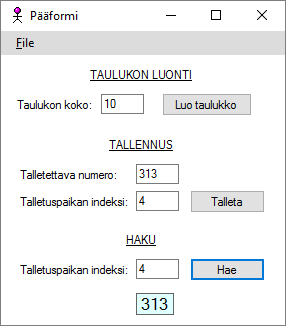 Pääformi
File
TAULUKON LUONTI
Taulukon koko: 10 Luo taulukko
TALLENNUS
Talletettava numero: 313
Talletuspaikan indeksi: 4 Talleta
HAKU
Talletuspaikan indeksi: 4 Hae
313